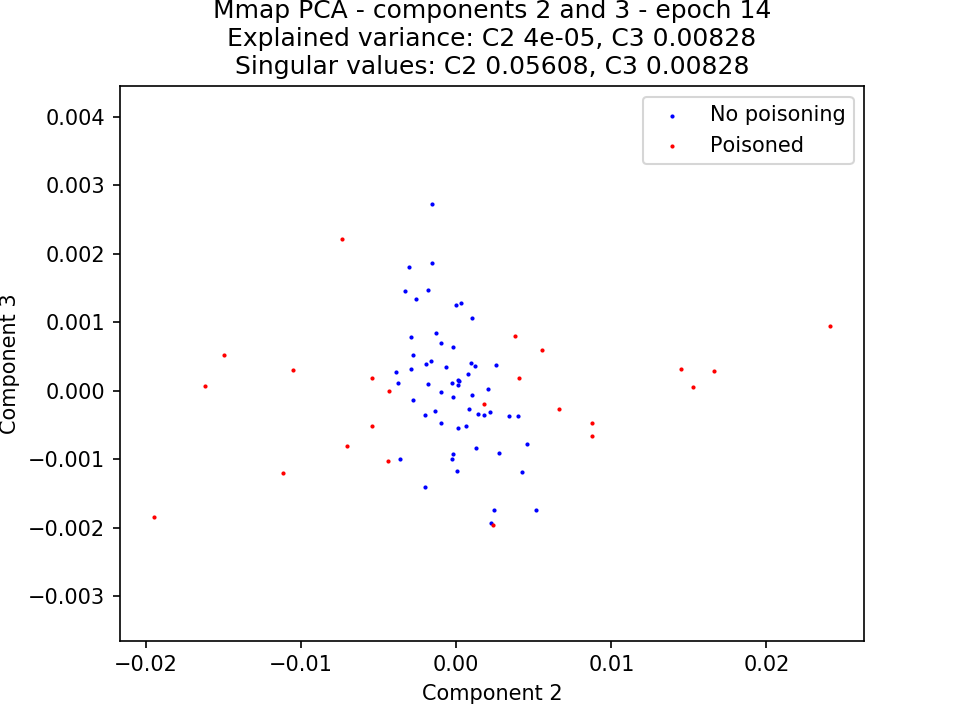 Mmap PCA - components 2 and 3 - epoch 14
Explained variance: C2 4e-05, C3 0.00828
Singular values: C2 0.05608, C3 0.00828
No poisoning
Poisoned
0.004
0.003
0.002
0.001
0.000
−0.001
−0.002
−0.003
Component 3
−0.02
−0.01
0.00
0.01
0.02
Component 2